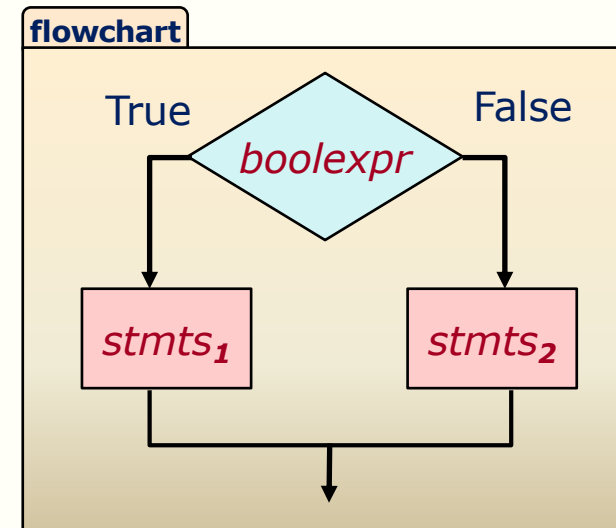 flowchart
True
False
boolexpr
stmts₁
stmts₂